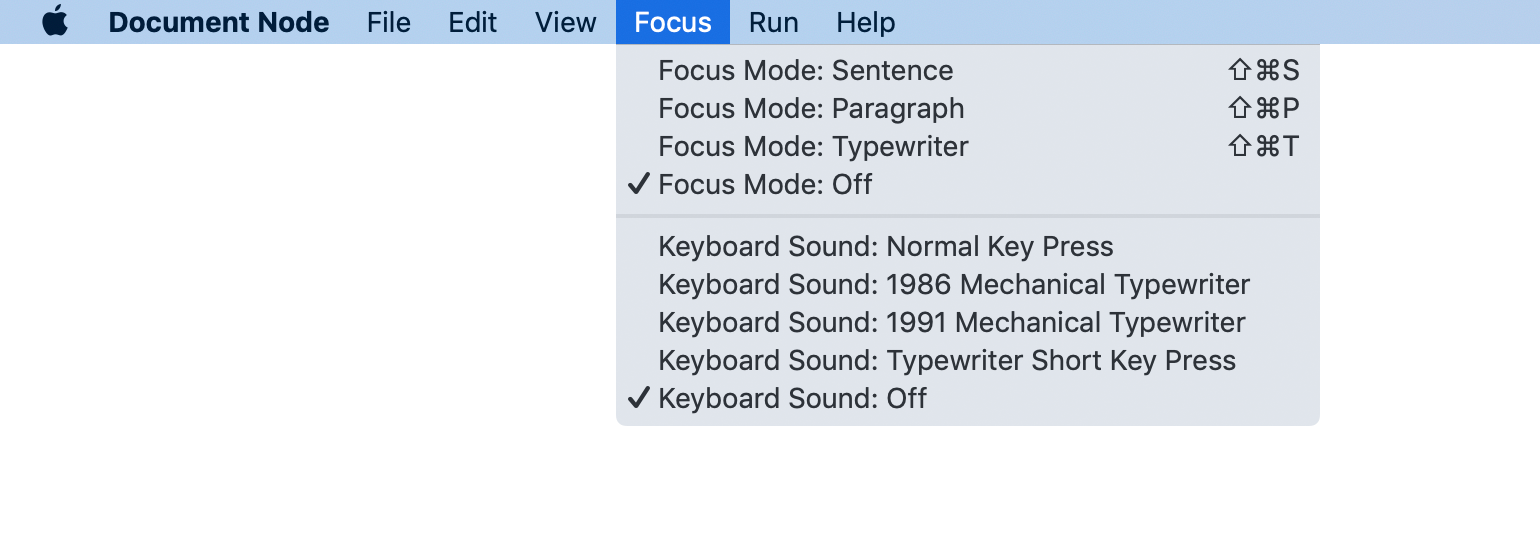 Document Node File Edit View Focus Run Help
Focus Mode: Sentence ⇧⌘S
Focus Mode: Paragraph ⇧⌘P
Focus Mode: Typewriter ⇧⌘T
✓ Focus Mode: Off
Keyboard Sound: Normal Key Press
Keyboard Sound: 1986 Mechanical Typewriter
Keyboard Sound: 1991 Mechanical Typewriter
Keyboard Sound: Typewriter Short Key Press
✓ Keyboard Sound: Off